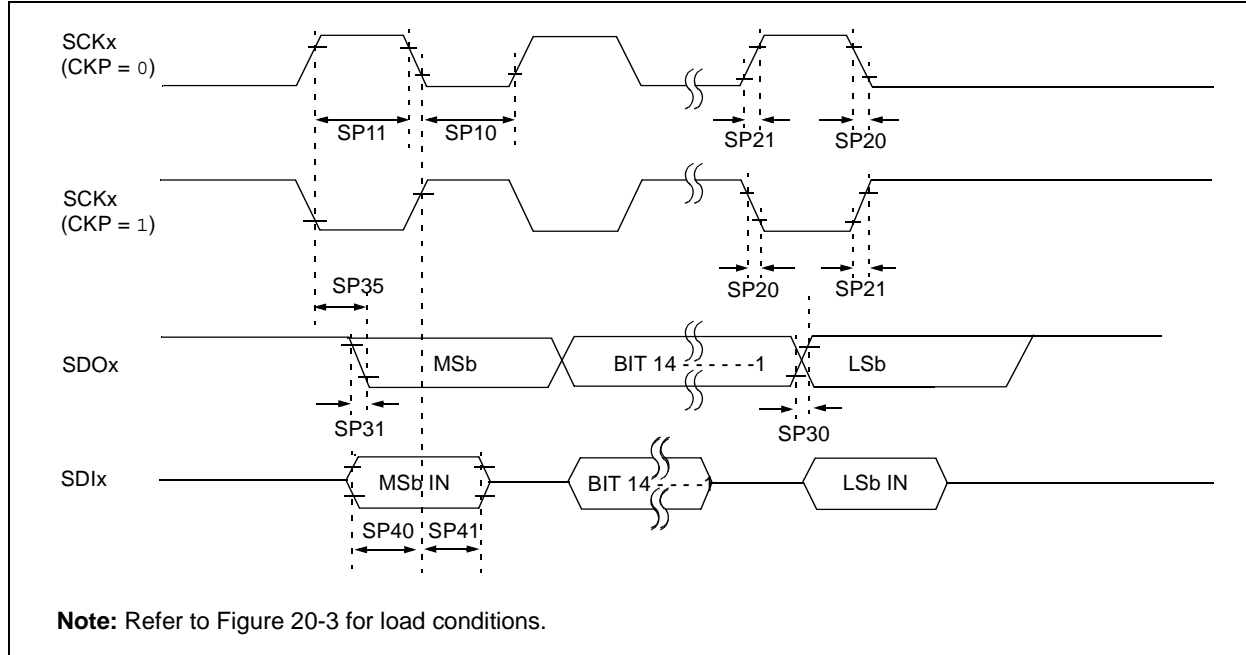 SCKx
(CKP = 0)
SP11
SP10
SP21
SP20
SCKx
(CKP = 1)
SP35
SP20
SP21
SDOx
MSb
BIT 14 - - - - - -1
LSb
SP31
SP30
SDIx
MSb IN
BIT 14 - - - - -1
LSb IN
SP40
SP41
Note: Refer to Figure 20-3 for load conditions.